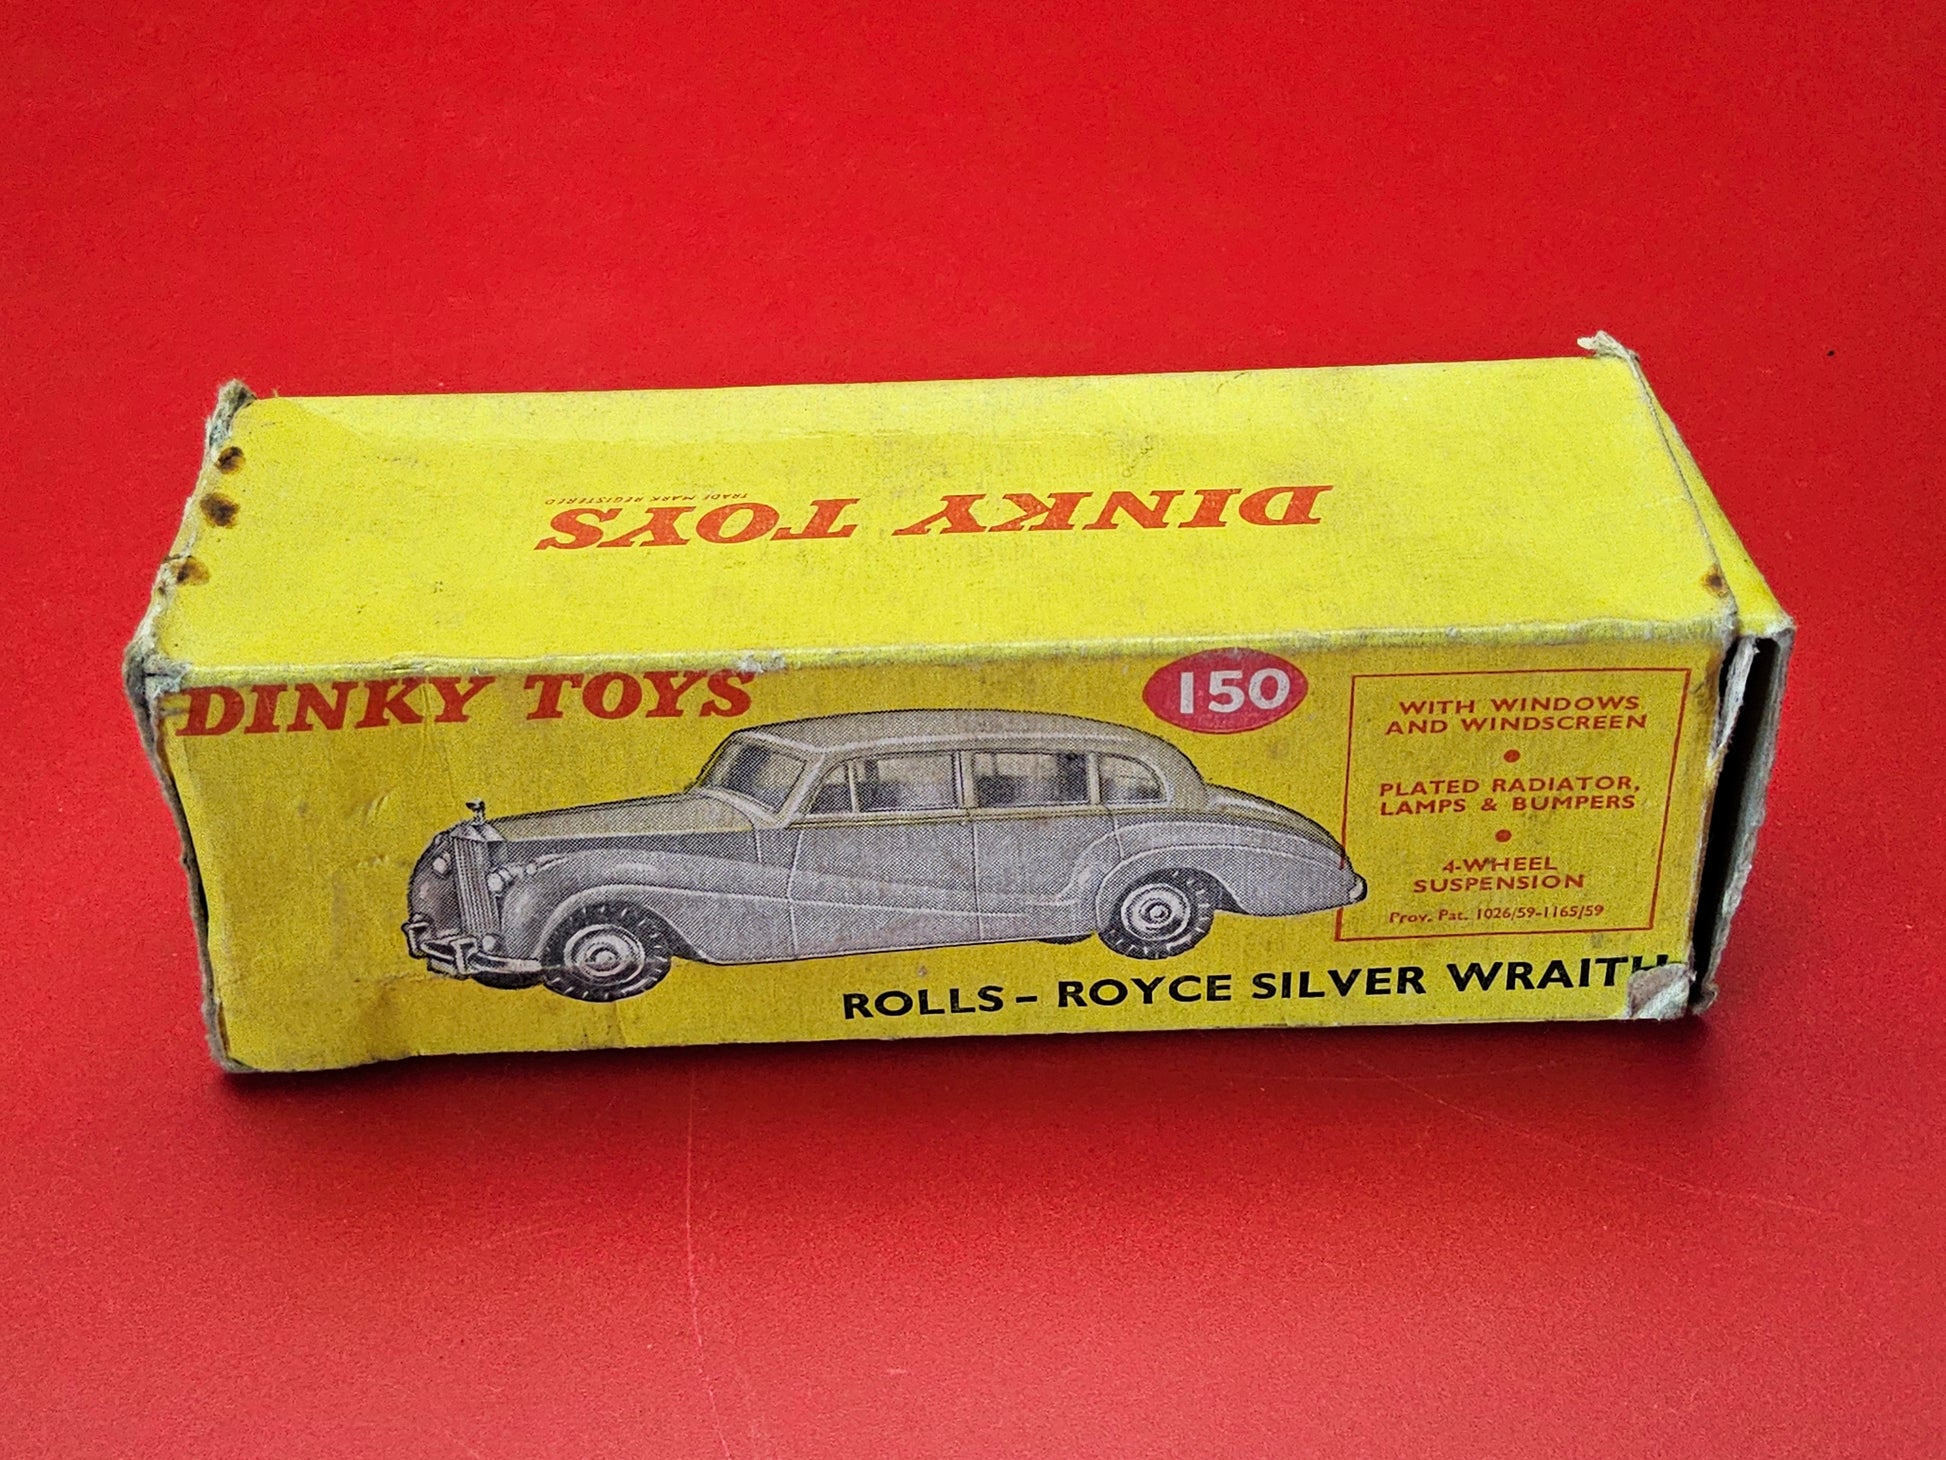 DINKY TOYS
TRADE MARK REGISTERED
DINKY TOYS
150
WITH WINDOWS
AND WINDSCREEN
PLATED RADIATOR,
LAMPS & BUMPERS
4-WHEEL
SUSPENSION
Prov. Pat. 1026/59-1165/59
ROLLS - ROYCE SILVER WRAITH